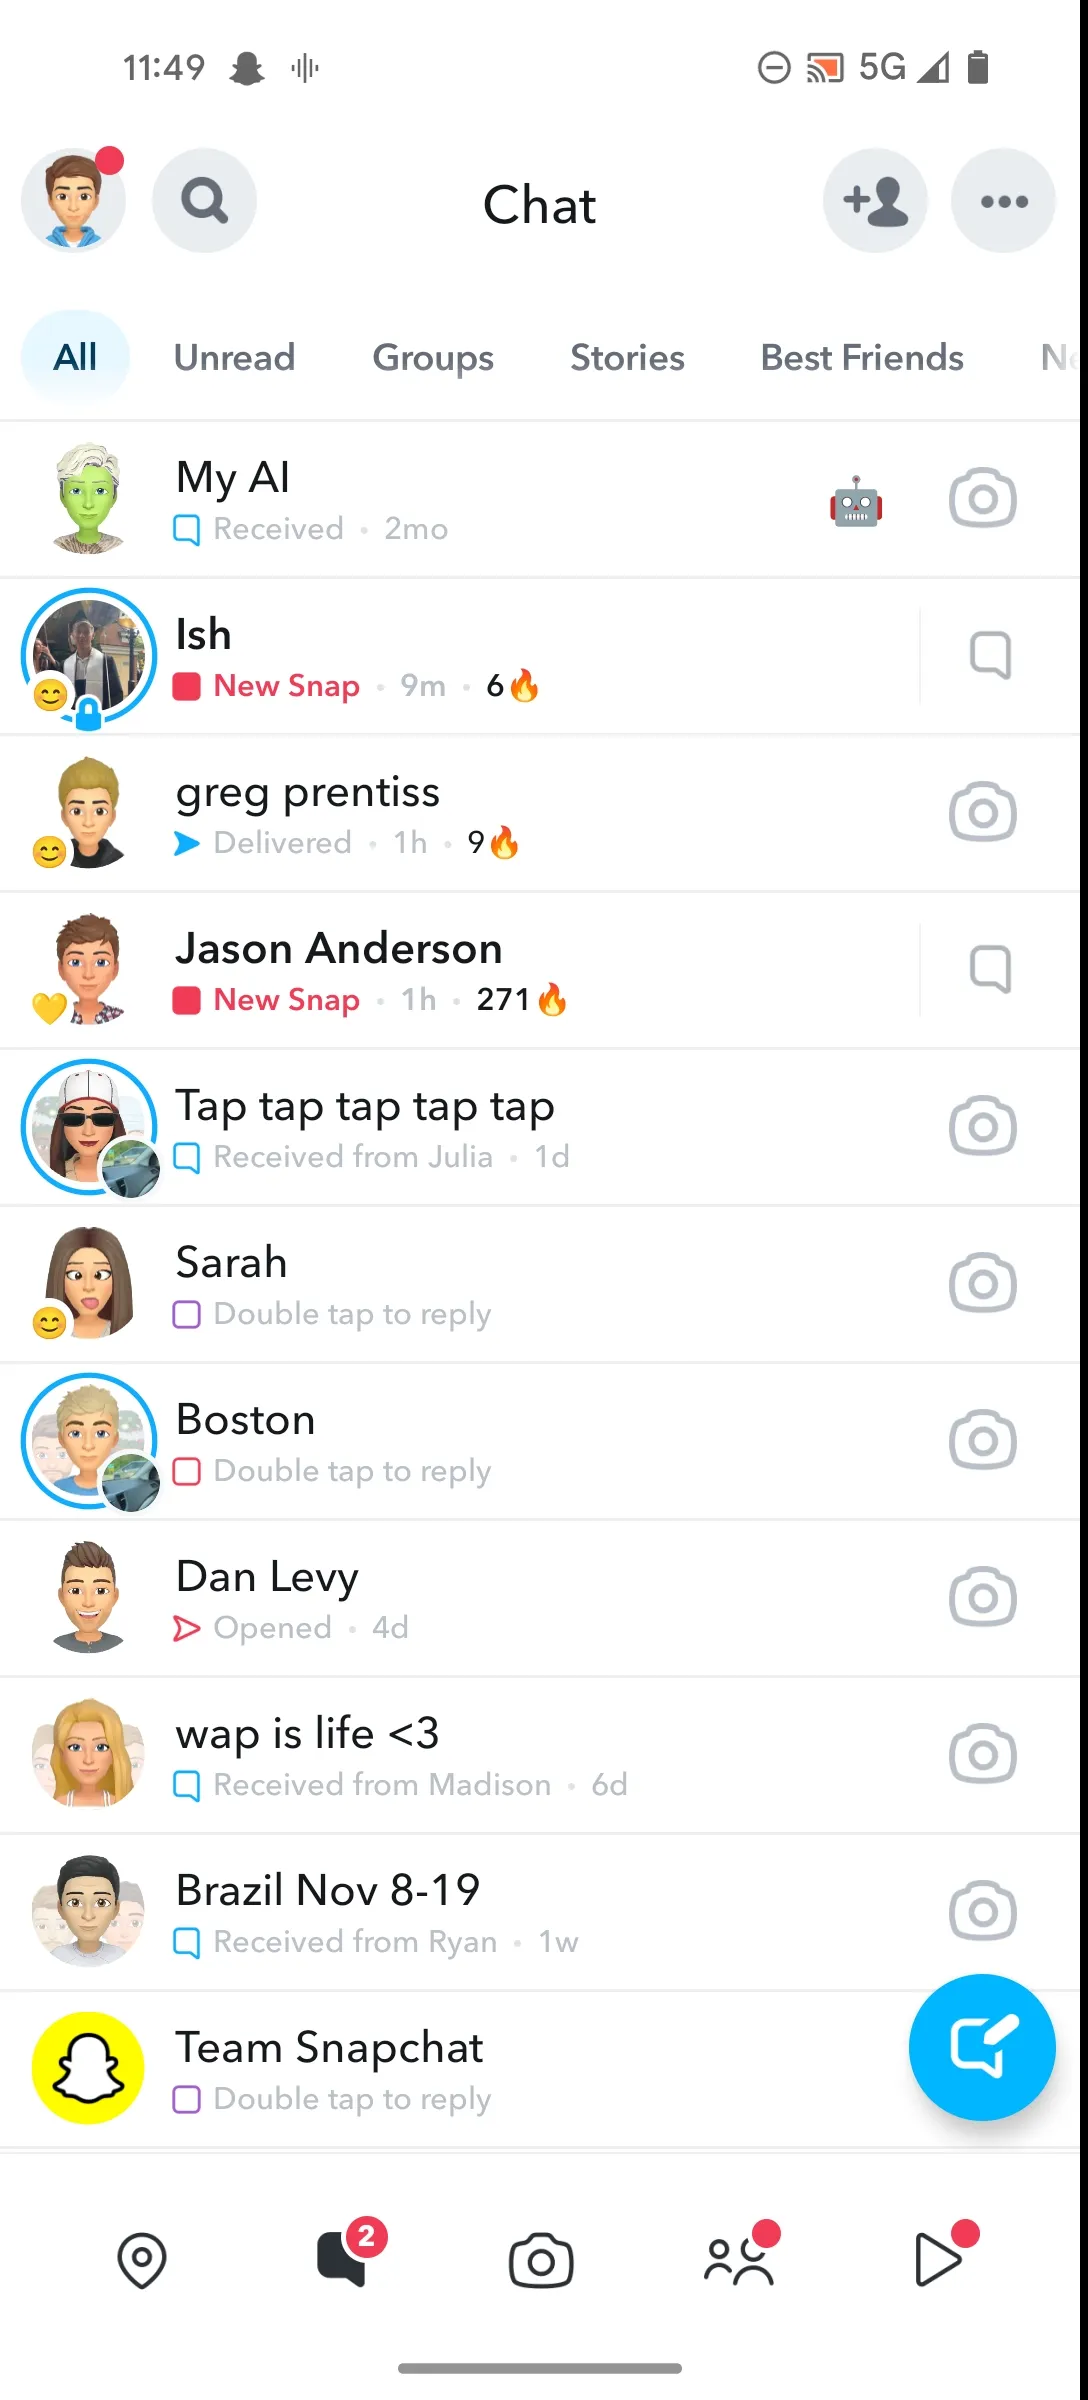 11:49
5G
Chat
All Unread Groups Stories Best Friends
My AI
Received • 2mo
Ish
New Snap • 9m • 6🔥
greg prentiss
Delivered • 1h • 9🔥
Jason Anderson
New Snap • 1h • 271🔥
Tap tap tap tap tap
Received from Julia • 1d
Sarah
Double tap to reply
Boston
Double tap to reply
Dan Levy
Opened • 4d
wap is life <3
Received from Madison • 6d
Brazil Nov 8-19
Received from Ryan • 1w
Team Snapchat
Double tap to reply
2